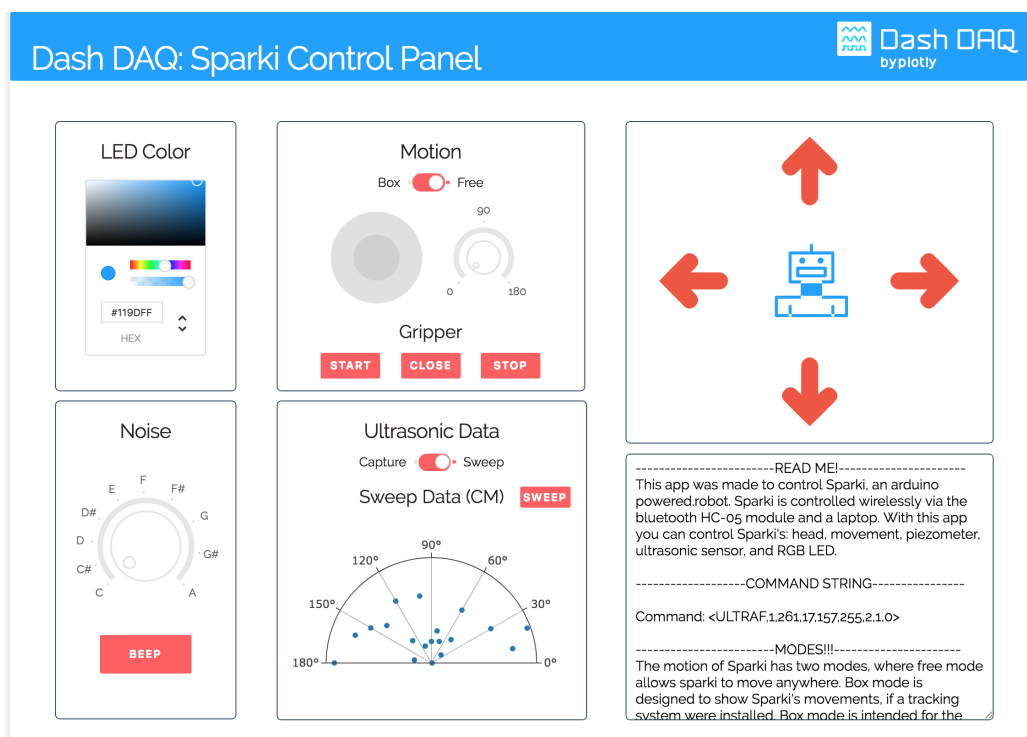 Dash DAQ: Sparki Control Panel
Dash DAQ
by plotly
LED Color
#119DFF
HEX
Motion
Box
Free
90
0
180
Gripper
START
CLOSE
STOP
Noise
C
C#
D
D#
E
F
F#
G
G#
A
BEEP
Ultrasonic Data
Capture
Sweep
Sweep Data (CM)
SWEEP
0°
30°
60°
90°
120°
150°
180°
------------------------READ ME!----------------------
This app was made to control Sparki, an arduino
powered.robot. Sparki is controlled wirelessly via the
bluetooth HC-05 module and a laptop. With this app
you can control Sparki's: head, movement, piezometer,
ultrasonic sensor, and RGB LED.
-------------------COMMAND STRING----------------
Command: <ULTRAF,1,261,17,157,255,2,1,0>
------------------------MODES!!!----------------------
The motion of Sparki has two modes, where free mode
allows sparki to move anywhere. Box mode is
designed to show Sparki's movements, if a tracking
system were installed. Box mode is intended for the